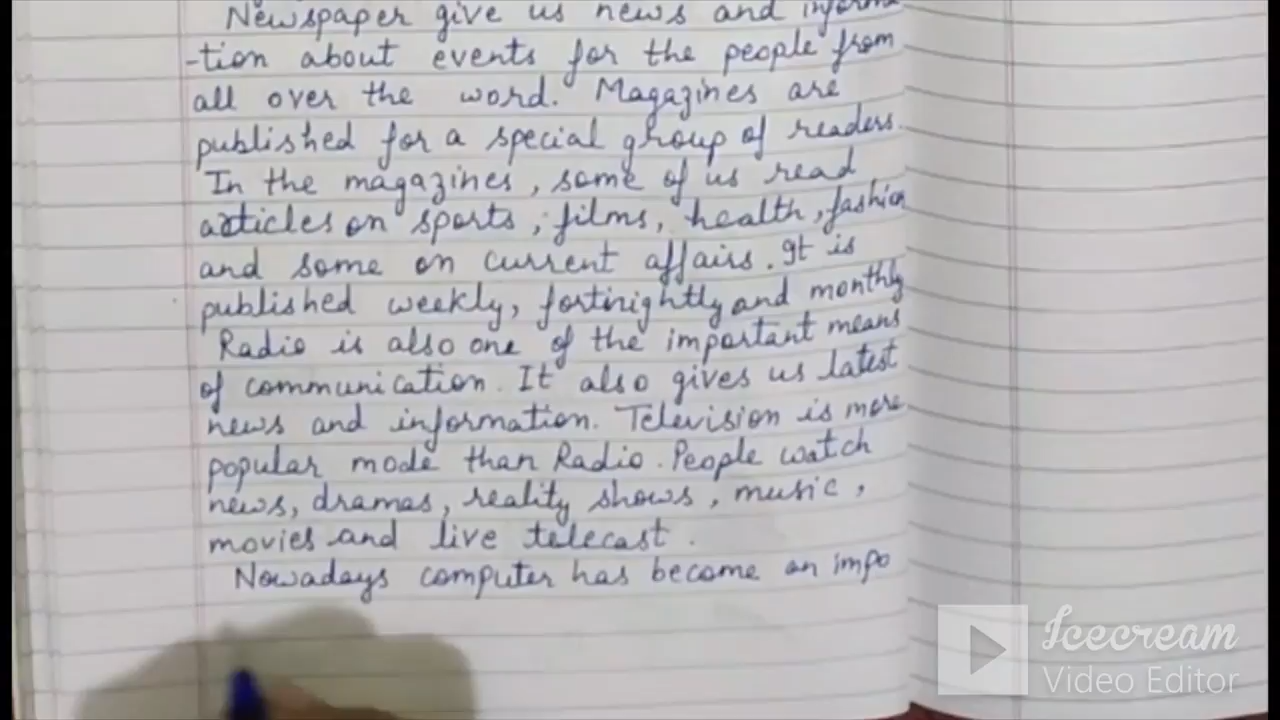 Newspaper give us news and informa
-tion about events for the people from
all over the word. Magazines are
published for a special group of readers.
In the magazines, some of us read
articles on sports, films, health, fashion
and some on current affairs. It is
published weekly, fortinightly and monthly
Radio is also one of the important means
of communication. It also gives us latest
news and information. Television is more
popular mode than Radio. People watch
news, dramas, reality shows, music,
movies and live telecast.
Nowadays computer has become an impo
Icecream
Video Editor